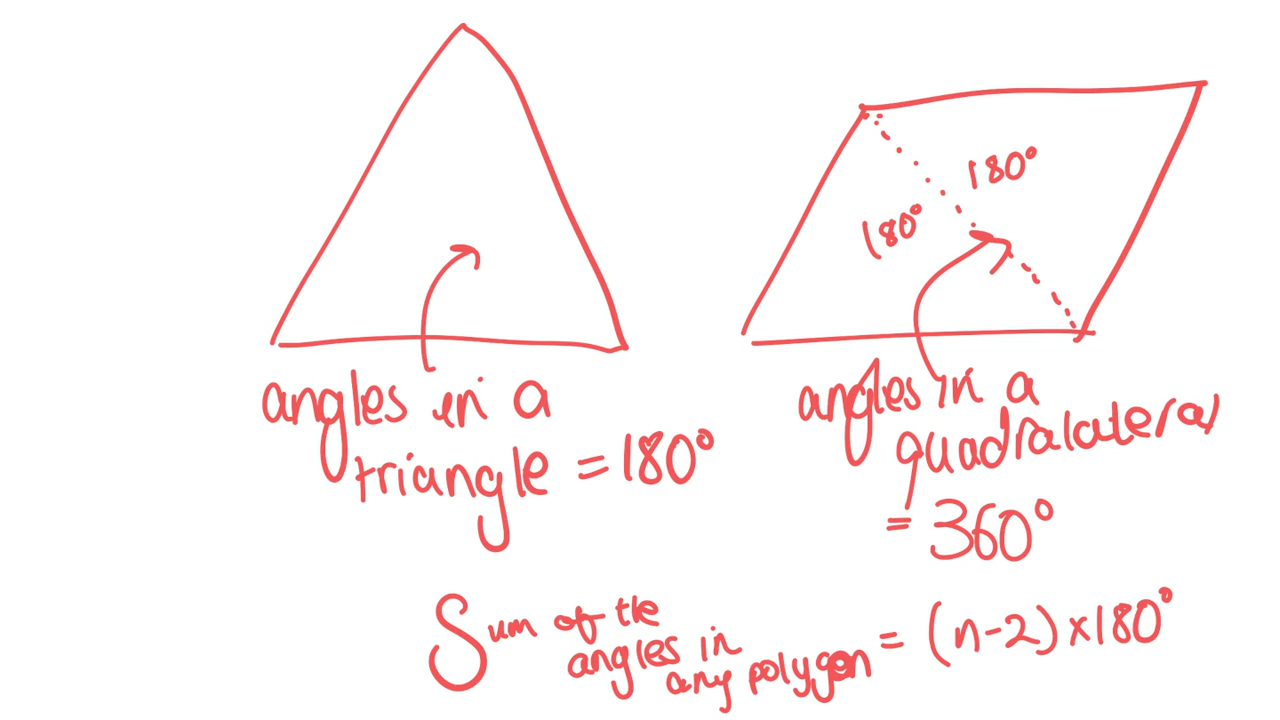 180°
180°
angles in a
triangle = 180°
angles in a
quadralateral
= 360°
Sum of the
angles in
any polygon = (n-2)×180°